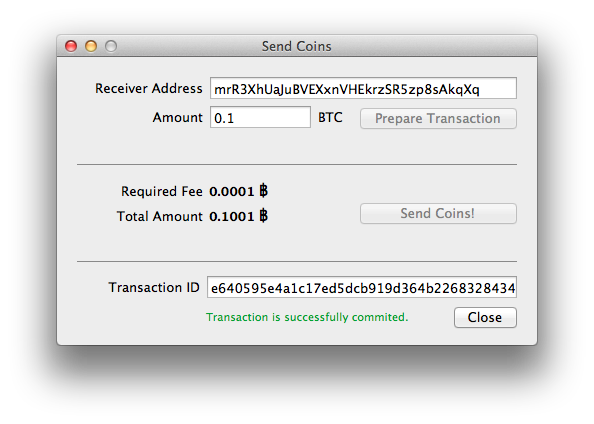 Send Coins
Receiver Address mrR3XhUaJuBVEXxnVHEkrzSR5zp8sAkqXq
Amount 0.1 BTC Prepare Transaction
Required Fee 0.0001 ฿
Total Amount 0.1001 ฿ Send Coins!
Transaction ID e640595e4a1c17ed5dcb919d364b2268328434
Transaction is successfully commited.
Close